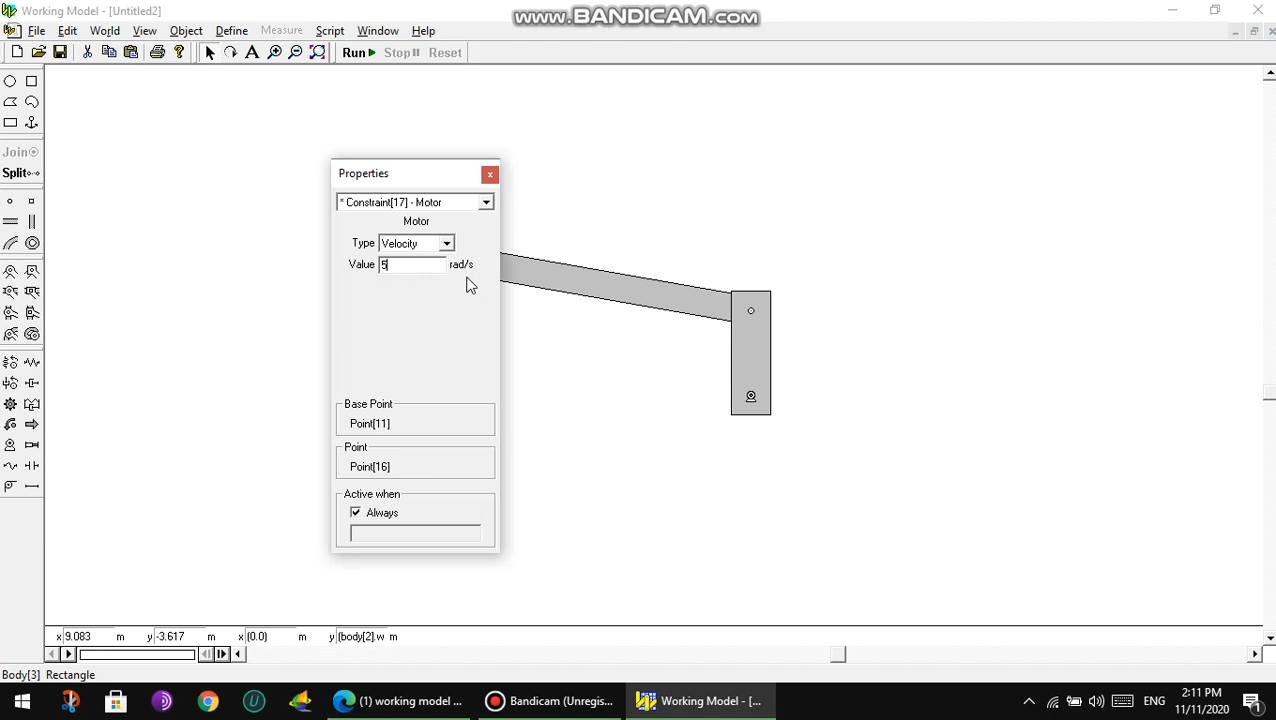 Working Model - [Untitled2]
www.BANDICAM.com
File Edit World View Object Define Measure Script Window Help
A Run Stop Reset
Join
Split
Properties
* Constraint[17] - Motor
Motor
Type Velocity
Value 5 rad/s
Base Point
Point[11]
Point
Point[16]
Active when
Always
x 9.083 m y -3.617 m x (0.0) m y (body[2].w m
Body[3] Rectangle
(1) working model ... Bandicam (Unregis... Working Model - [... ENG 2:11 PM
11/11/2020
1